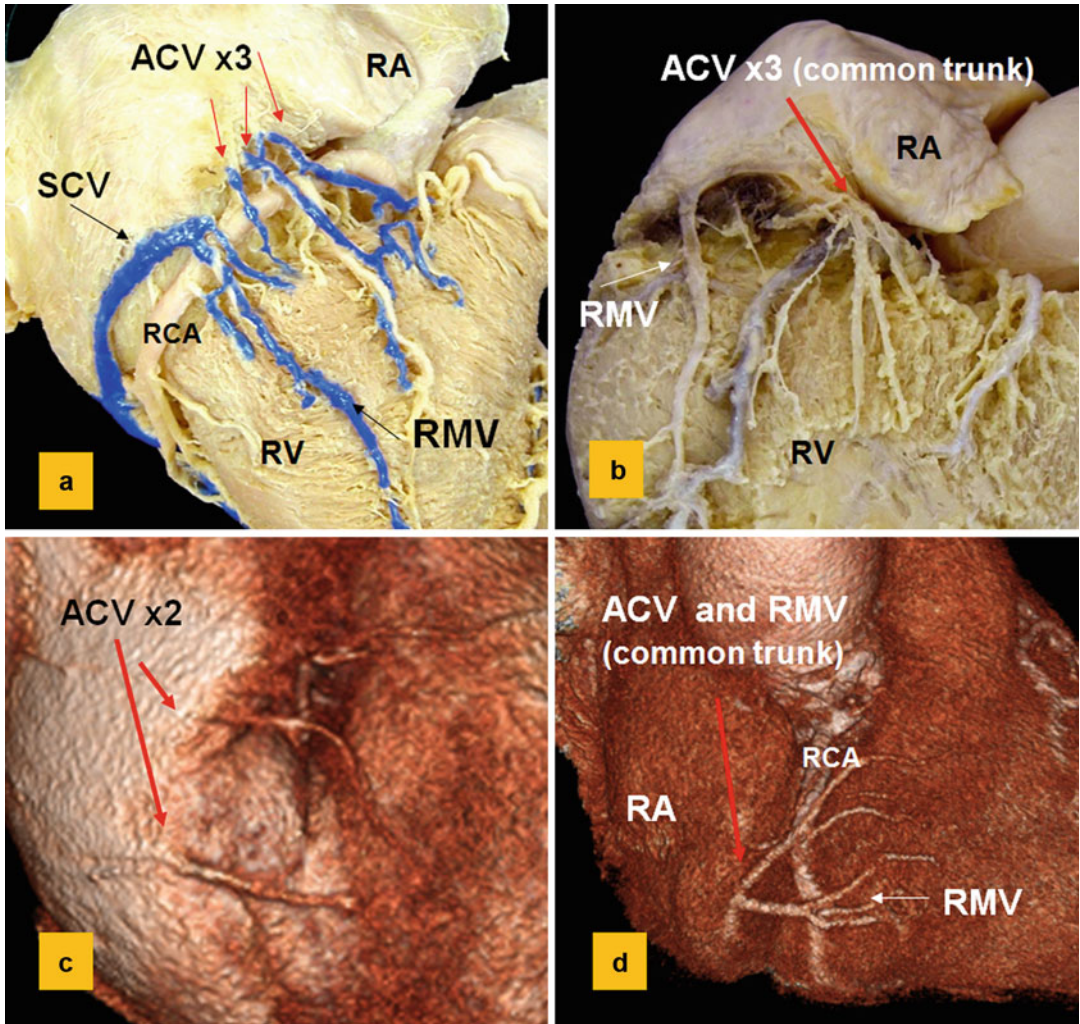 ACV x3
RA
SCV
RCA
RMV
RV
a
ACV x3 (common trunk)
RA
RMV
RV
b
ACV x2
c
ACV and RMV
(common trunk)
RCA
RA
RMV
d